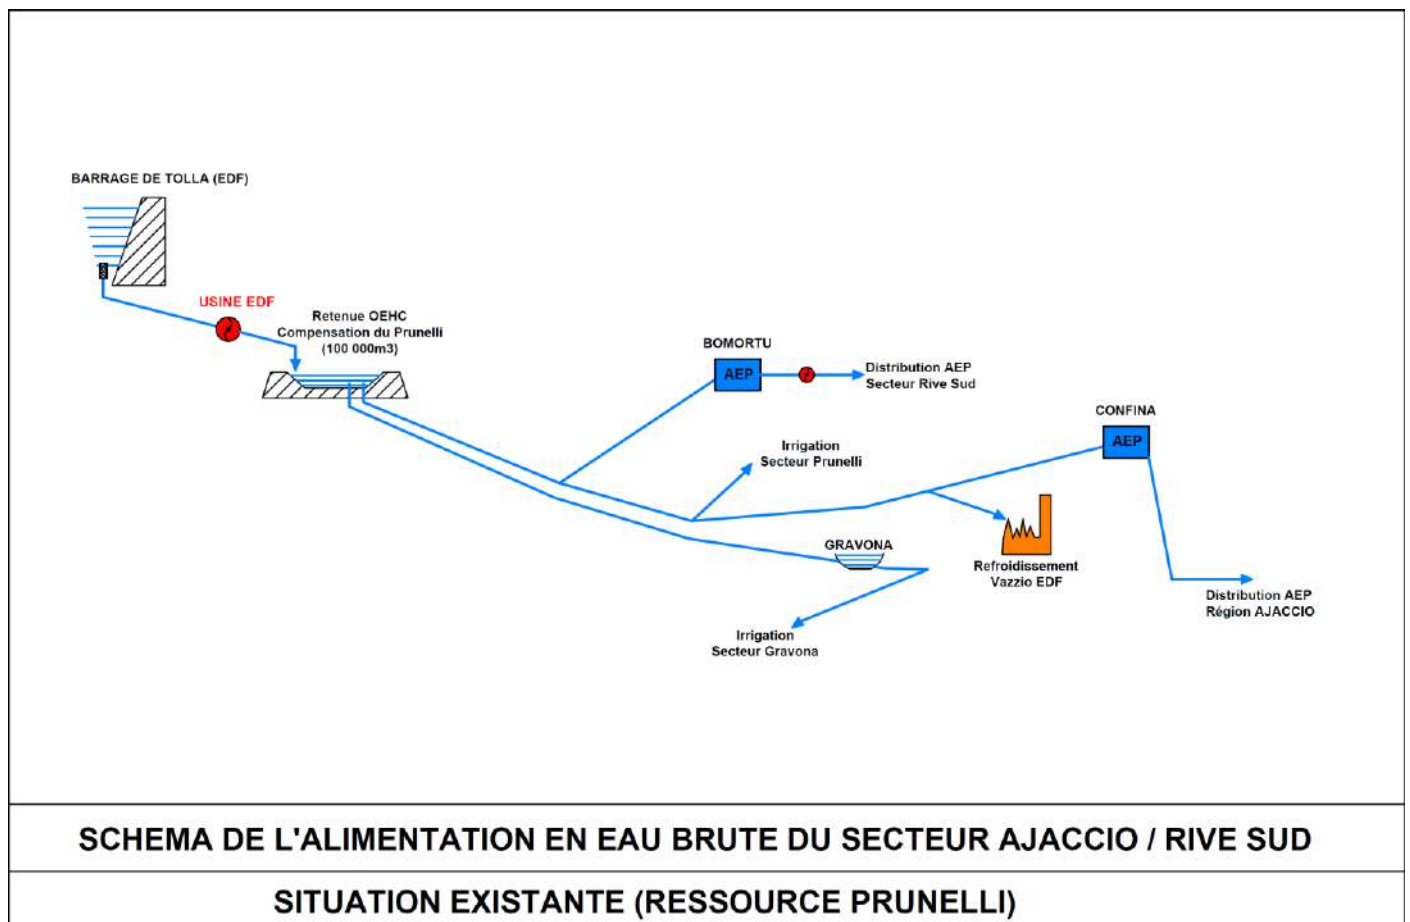 BARRAGE DE TOLLA (EDF)
USINE EDF
Retenue OEHC
Compensation du Prunelli
(100 000m3)
BOMORTU
AEP
Distribution AEP
Secteur Rive Sud
CONFINA
AEP
Irrigation
Secteur Prunelli
GRAVONA
Refroidissement
Vazzio EDF
Distribution AEP
Région AJACCIO
Irrigation
Secteur Gravona
SCHEMA DE L'ALIMENTATION EN EAU BRUTE DU SECTEUR AJACCIO / RIVE SUD
SITUATION EXISTANTE (RESSOURCE PRUNELLI)